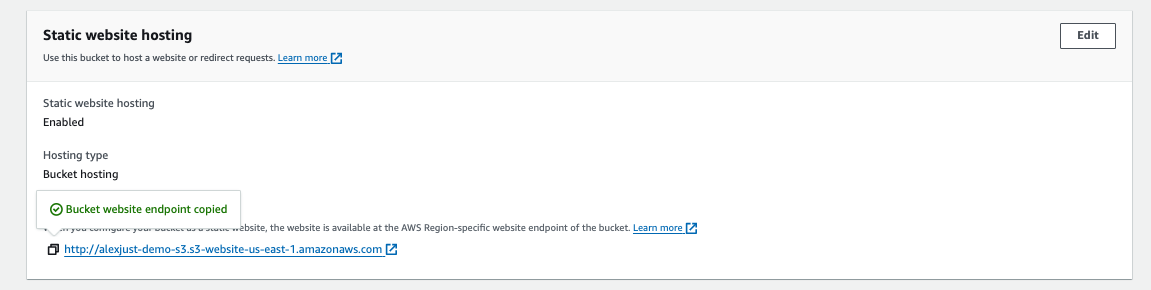 Static website hosting
Edit
Use this bucket to host a website or redirect requests. Learn more
Static website hosting
Enabled
Hosting type
Bucket hosting
Bucket website endpoint copied
you configure your bucket as a static website, the website is available at the AWS Region-specific website endpoint of the bucket. Learn more
http://alexjust-demo-s3.s3-website-us-east-1.amazonaws.com